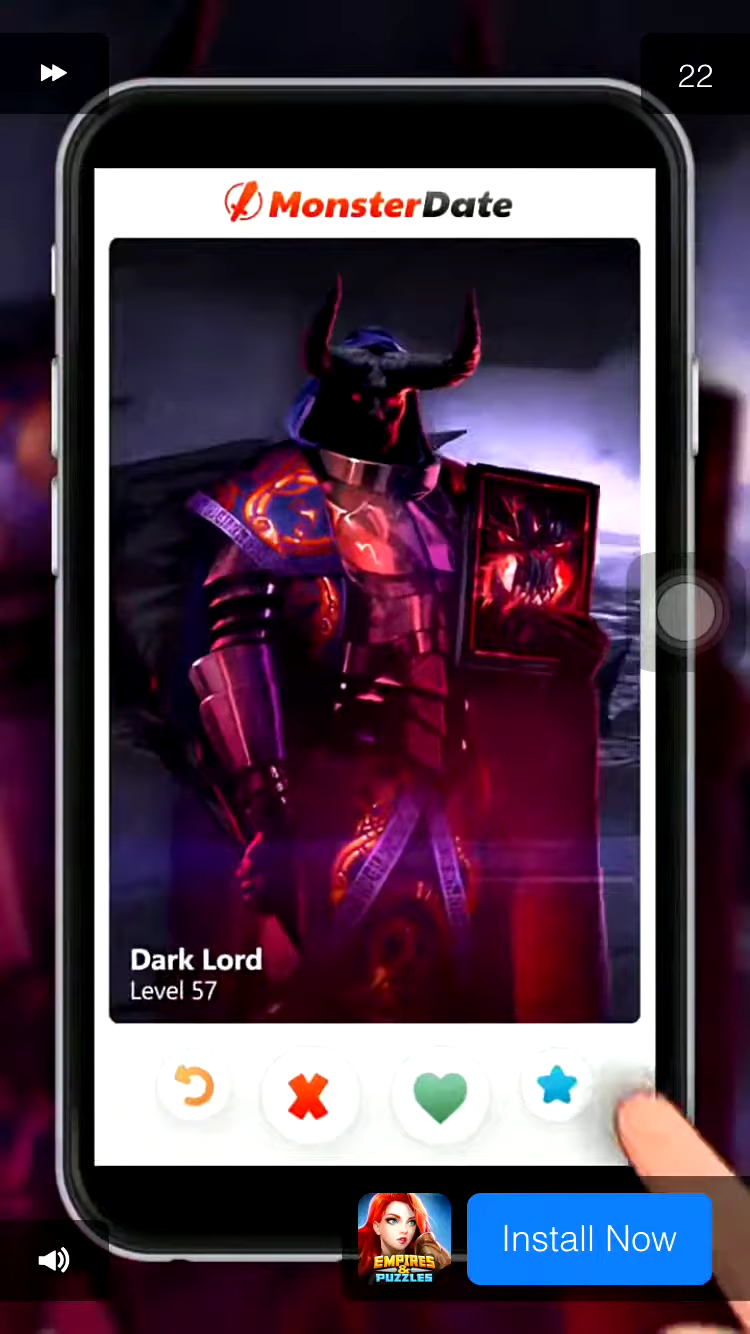 22
MonsterDate
Dark Lord
Level 57
EMPIRES
&
PUZZLES
Install Now